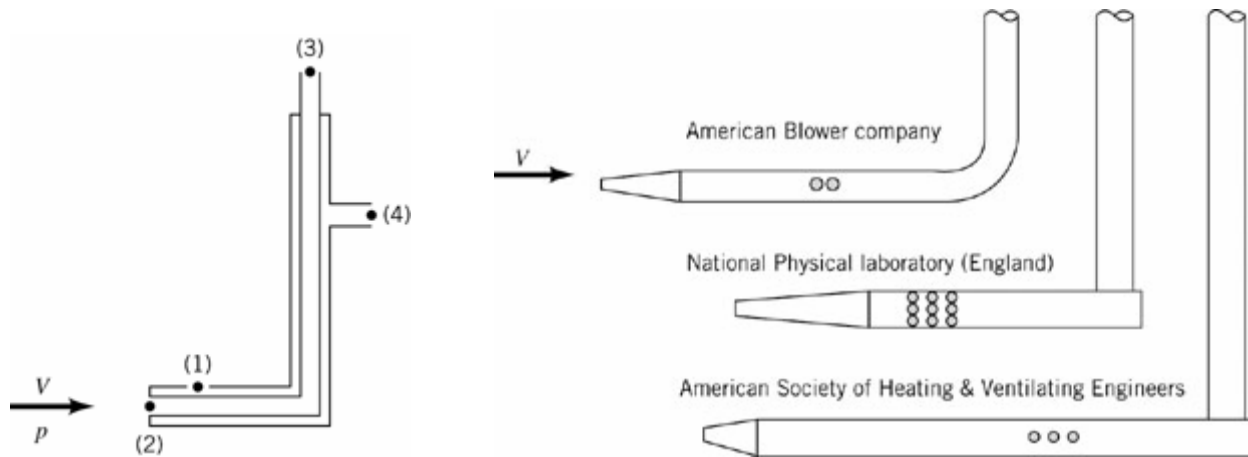 (3)
(4)
(1)
V
p
(2)
American Blower company
V
National Physical laboratory (England)
American Society of Heating & Ventilating Engineers